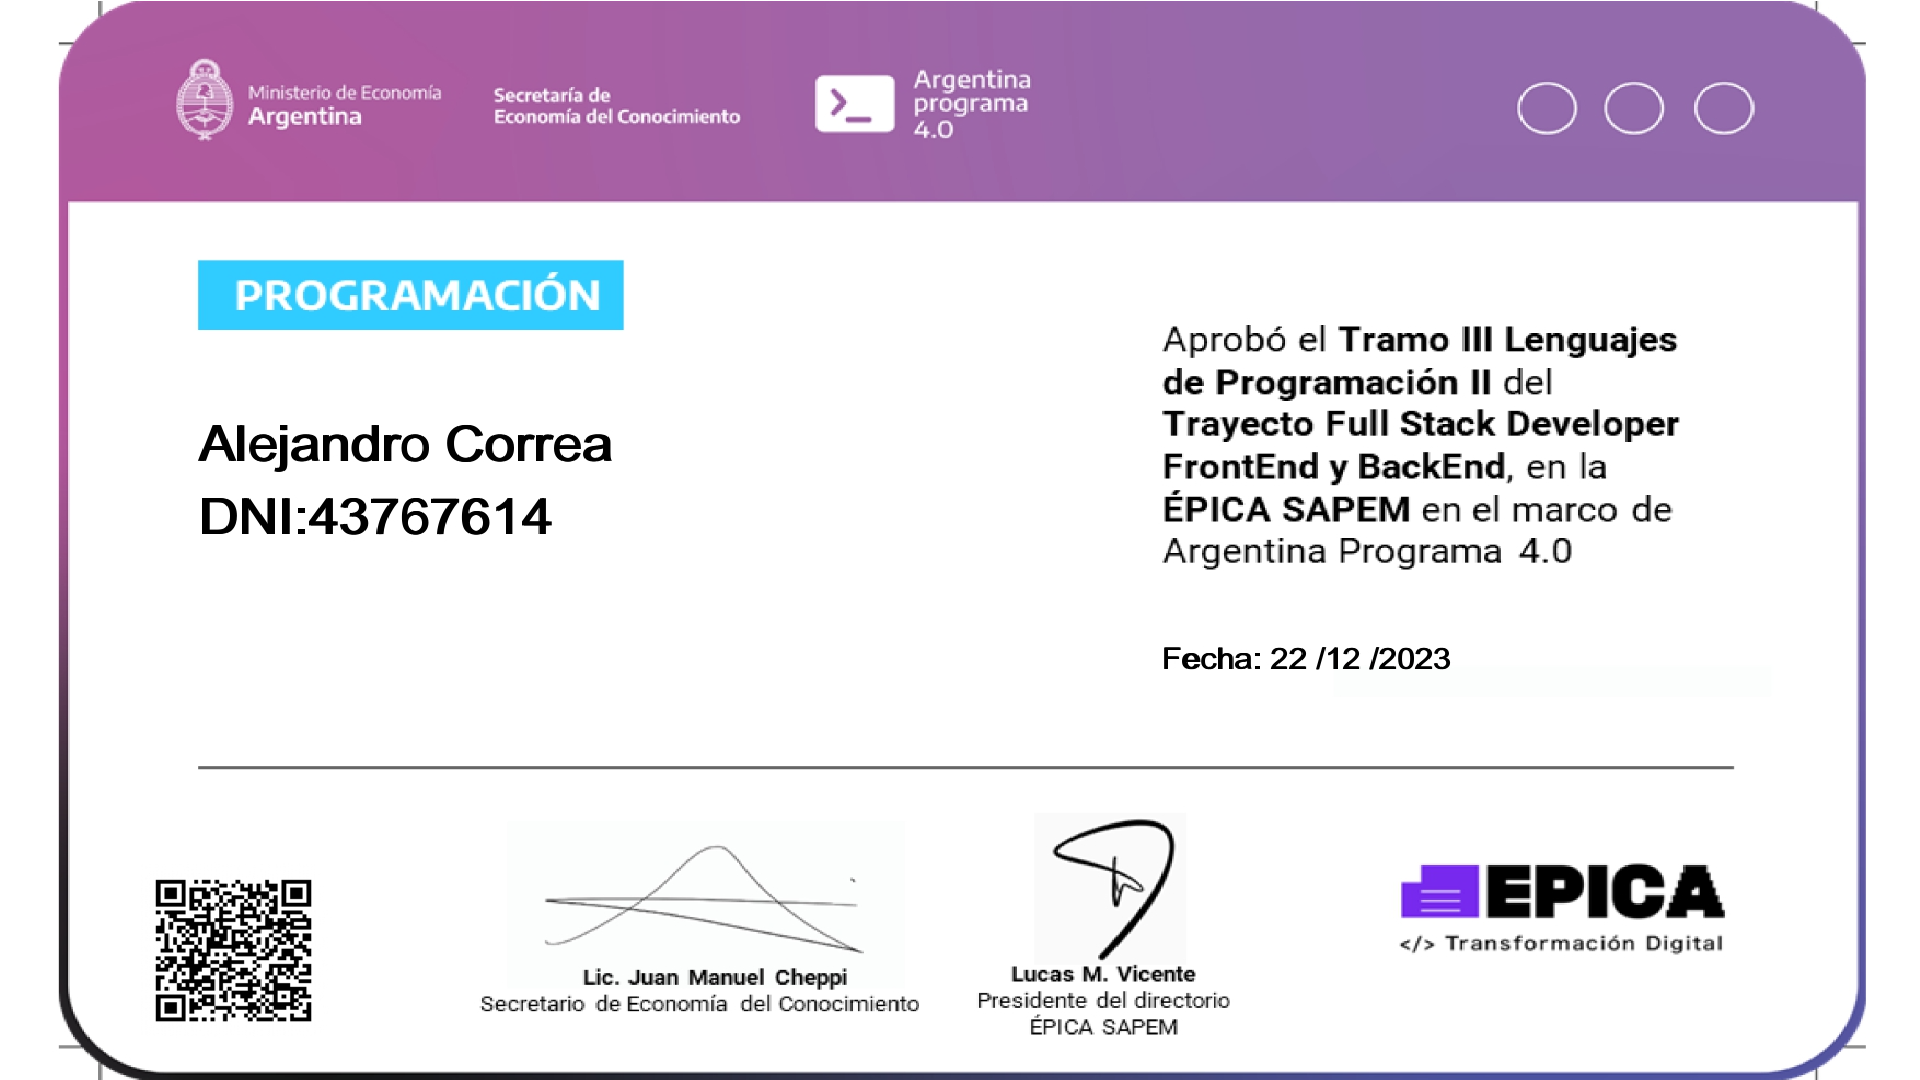 Ministerio de Economía
Argentina
Secretaría de
Economía del Conocimiento
Argentina
programa
4.0
PROGRAMACIÓN
Alejandro Correa
DNI:43767614
Aprobó el Tramo III Lenguajes
de Programación II del
Trayecto Full Stack Developer
FrontEnd y BackEnd, en la
ÉPICA SAPEM en el marco de
Argentina Programa 4.0
Fecha: 22 /12 /2023
Lic. Juan Manuel Cheppi
Secretario de Economía del Conocimiento
Lucas M. Vicente
Presidente del directorio
ÉPICA SAPEM
EPICA
</> Transformación Digital